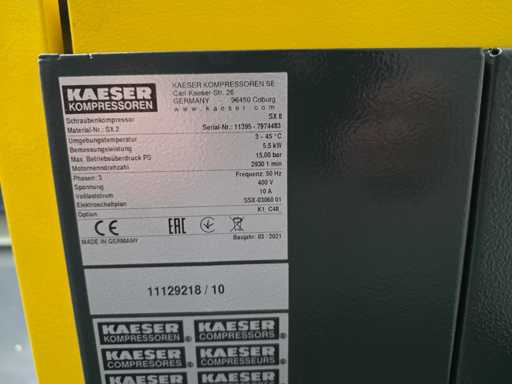 KAESER
KOMPRESSOREN
KAESER KOMPRESSOREN SE
Carl-Kaeser-Str. 26
GERMANY - 96450 Coburg
www.kaeser.com
Schraubenkompressor SX 8
Material-Nr.: SX.2 Serial-Nr.: 11395 - 7974483
Umgebungstemperatur 3 - 45 °C
Bemessungsleistung 5.5 kW
Max. Betriebsüberdruck PS 15,00 bar
Motornenndrehzahl 2930 1 min
Phasen: 3 Frequenz: 50 Hz
Spannung 400 V
Vollaststrom 10 A
Elektroschaltplan SSX-03060 01
Option K1, C48,
CE EAC
MADE IN GERMANY Baujahr: 03 / 2021
11129218 / 10
KAESER KAESER
KOMPRESSOREN® COMPRESSORS®
KAESER KAESER
COMPRESORES® COMPRESSEURS®
KAESER KAESER